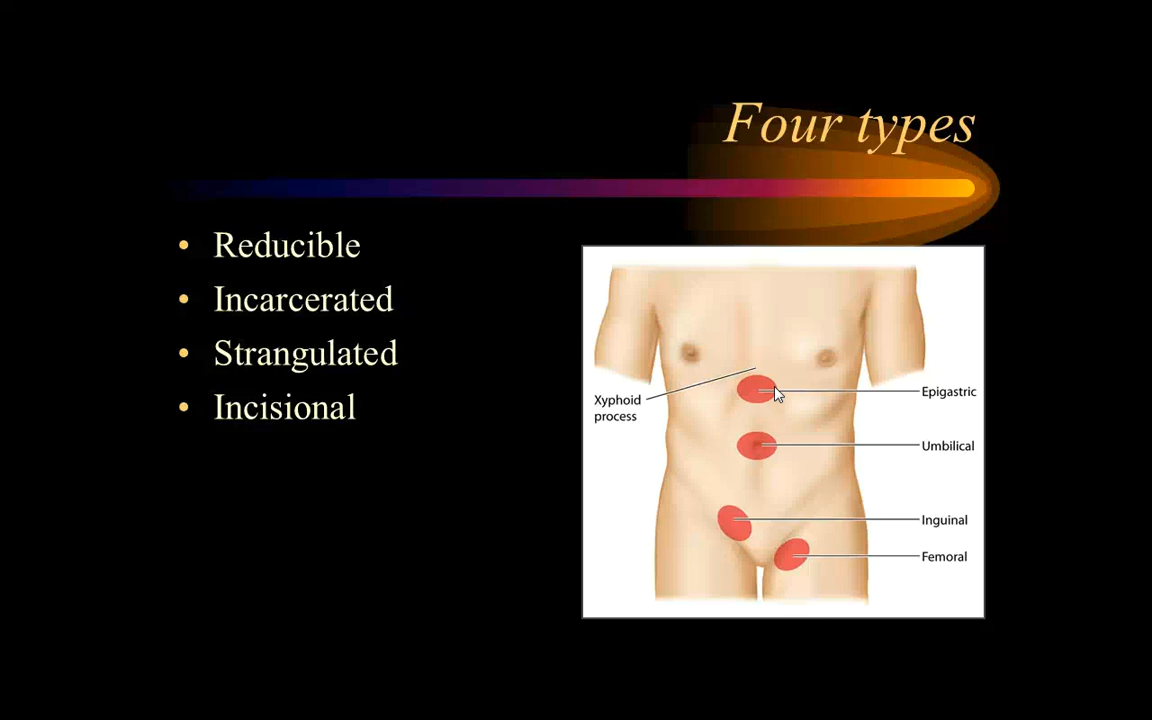 Four types
• Reducible
• Incarcerated
• Strangulated
• Incisional
Xyphoid
process
Epigastric
Umbilical
Inguinal
Femoral